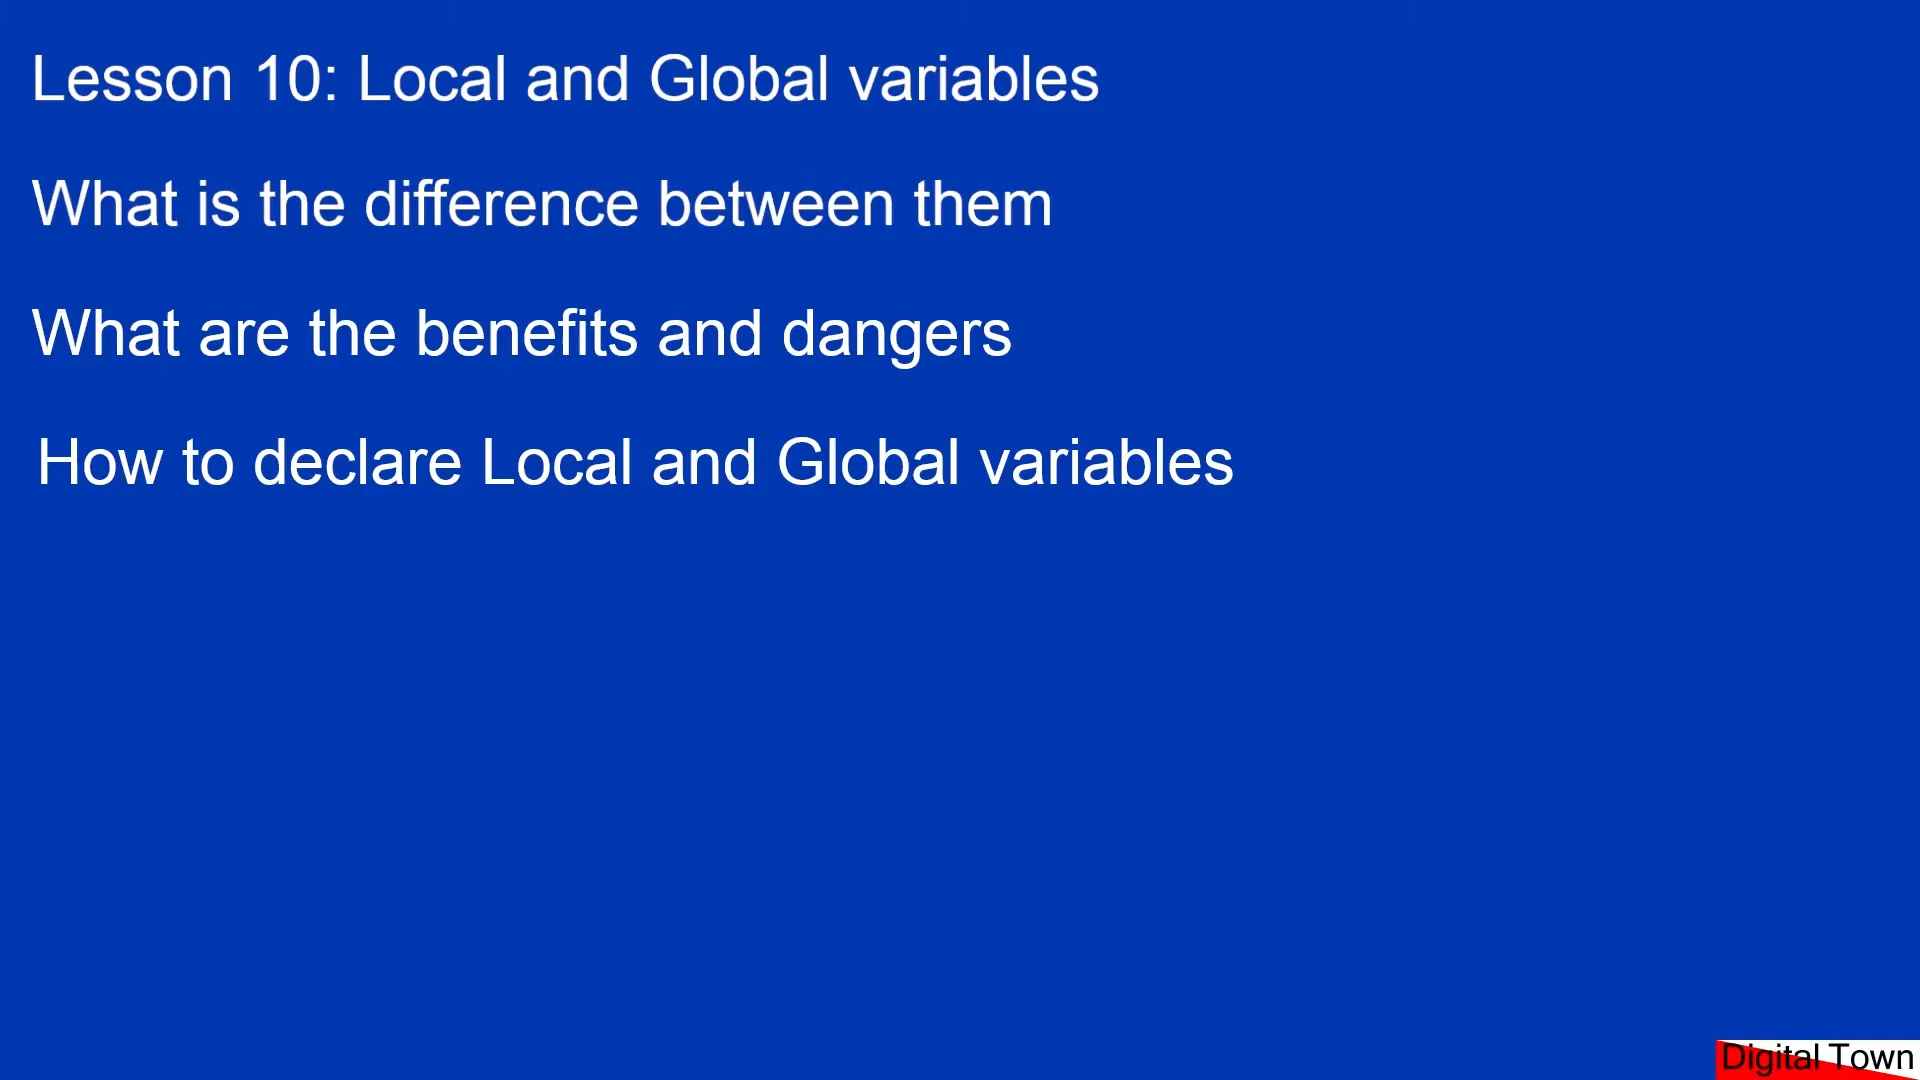 Lesson 10: Local and Global variables
What is the difference between them
What are the benefits and dangers
How to declare Local and Global variables
Digital Town